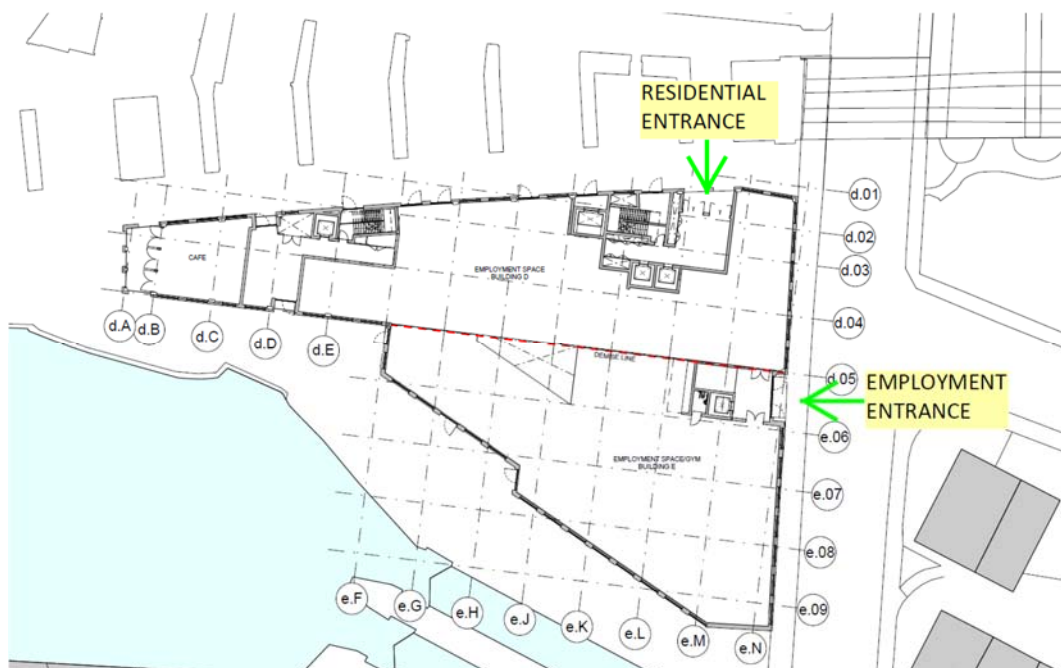 RESIDENTIAL
ENTRANCE
d.01
d.02
d.03
d.04
d.05
CAFE
EMPLOYMENT SPACE
BUILDING D
d.A
d.B
d.C
d.D
d.E
DEMISE LINE
EMPLOYMENT
ENTRANCE
e.06
EMPLOYMENT SPACE/GYM
BUILDING E
e.07
e.08
e.09
e.F
e.G
e.H
e.J
e.K
e.L
e.M
e.N